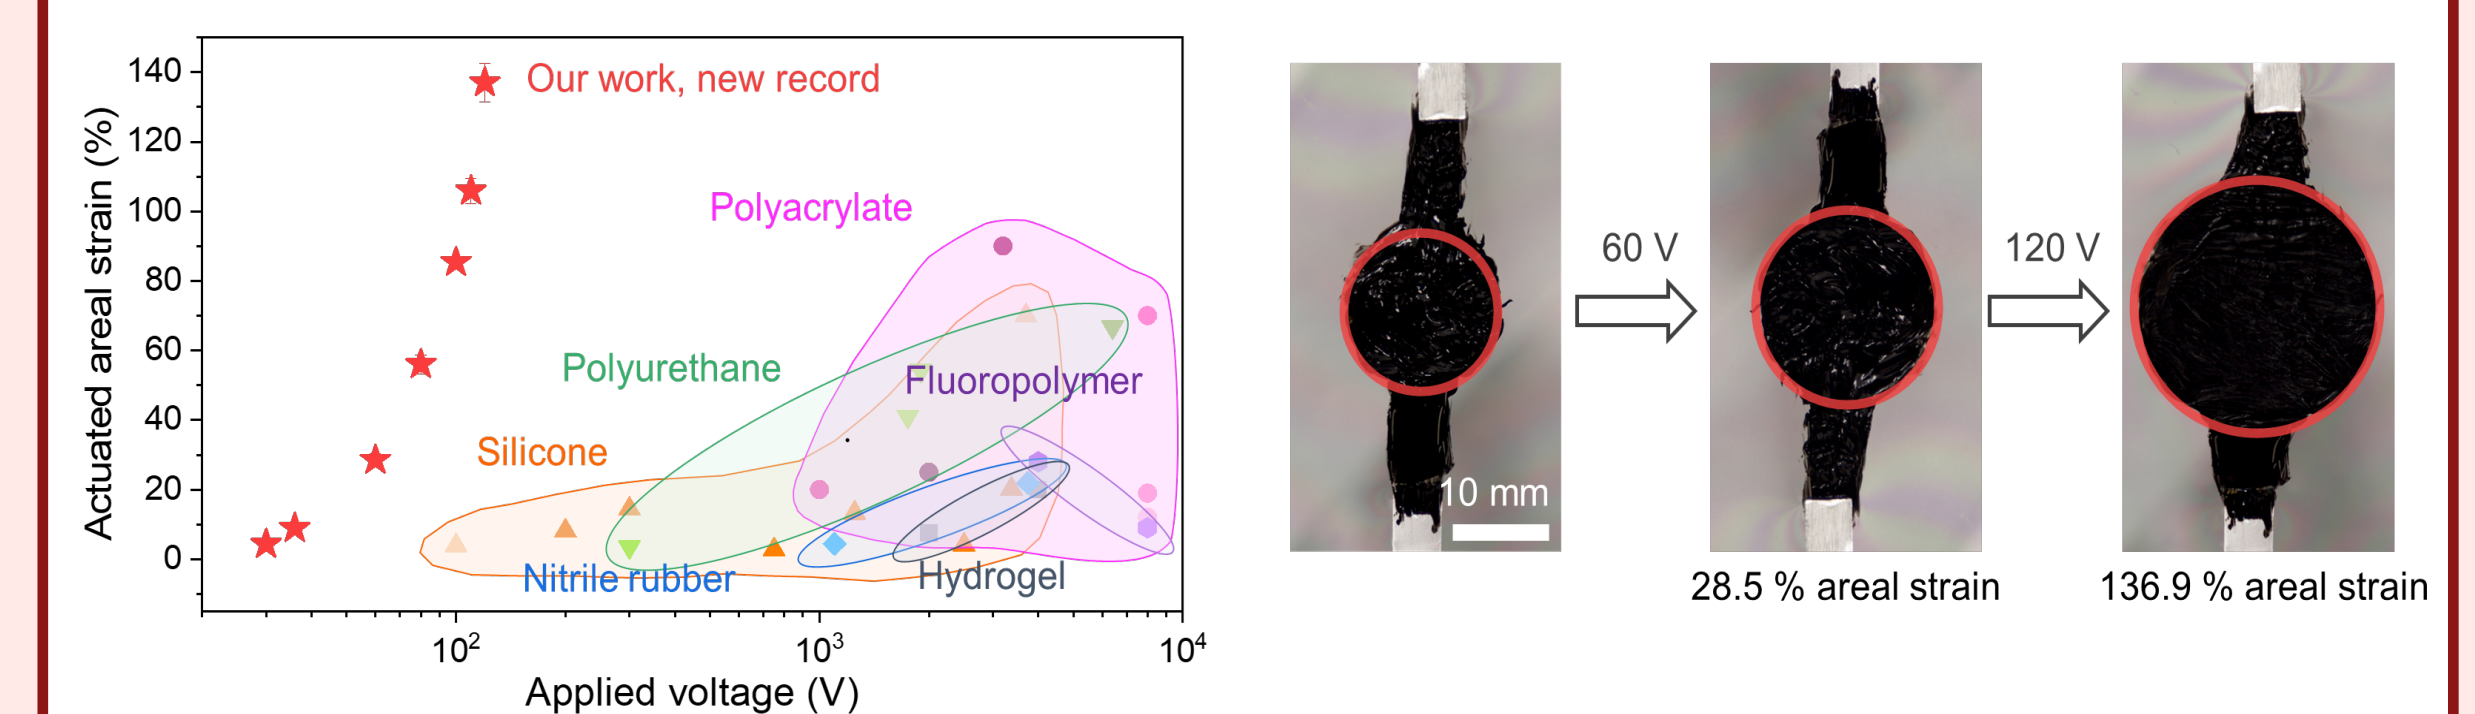 140
120
100
80
60
40
20
0
Actuated areal strain (%)
Our work, new record
Polyacrylate
Polyurethane
Fluoropolymer
Silicone
Nitrile rubber
Hydrogel
10²
10³
10⁴
Applied voltage (V)
60 V
120 V
10 mm
28.5 % areal strain
136.9 % areal strain